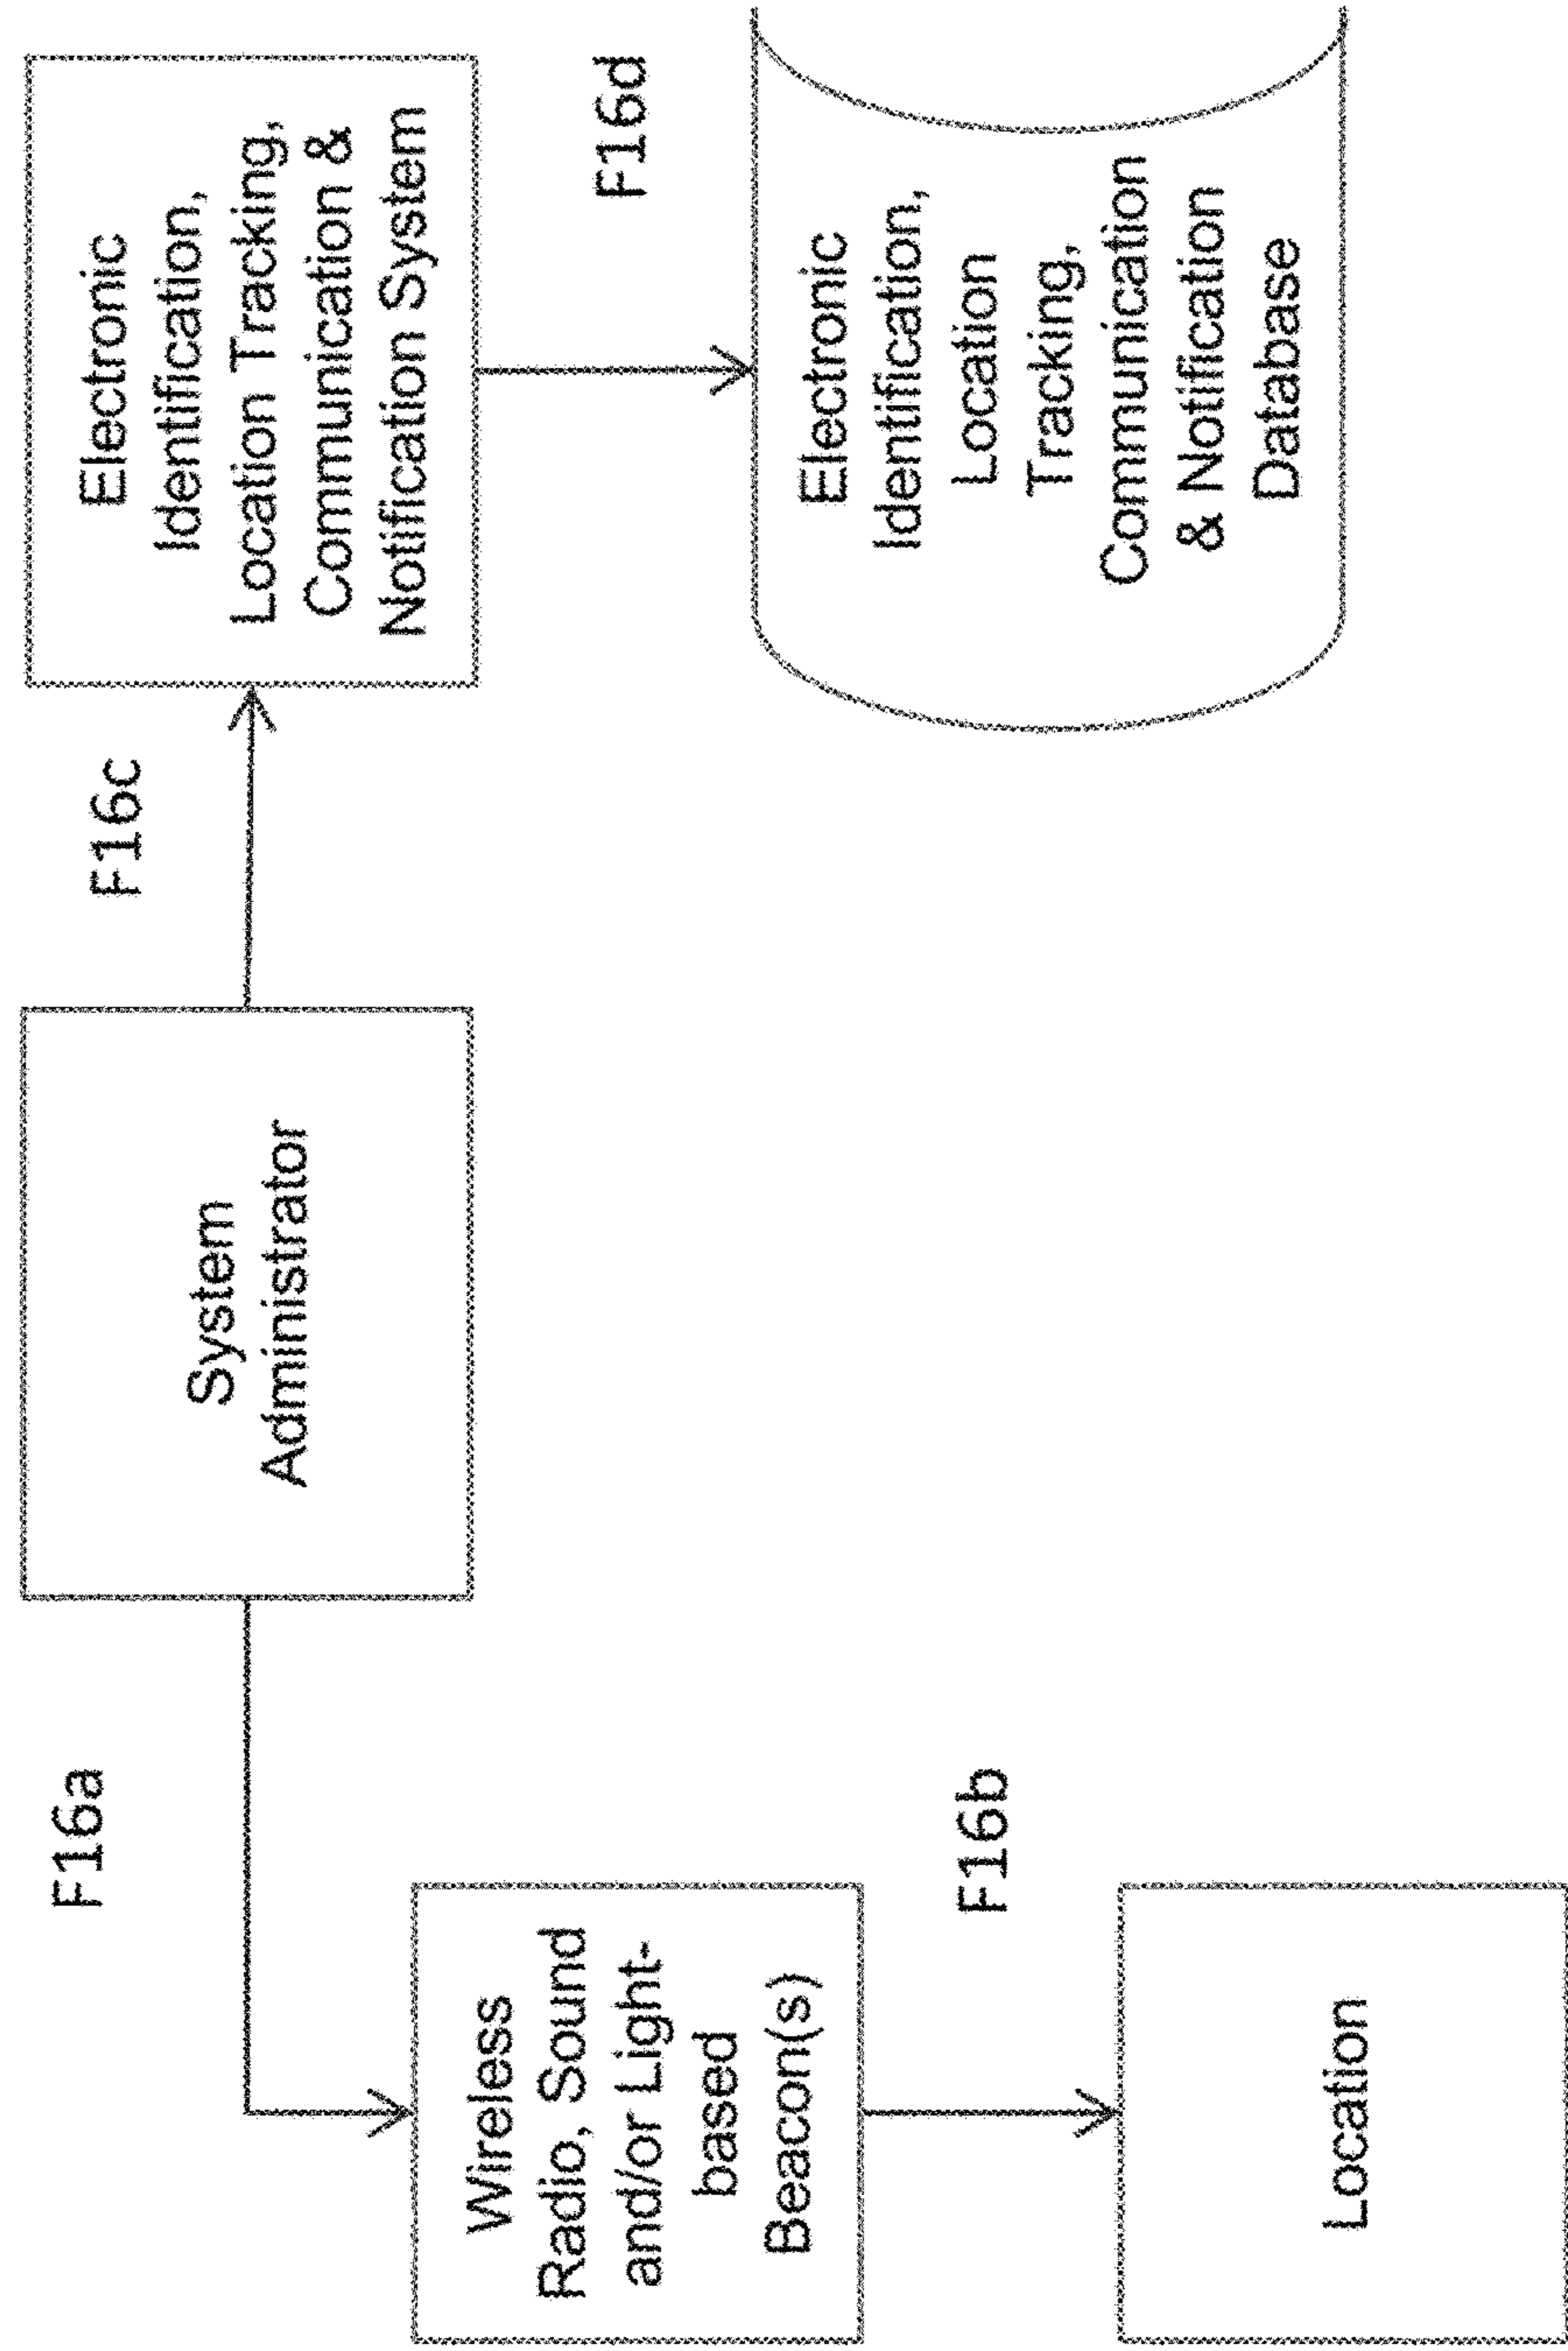 F16a
F16c
System
Administrator
Electronic
Identification,
Location Tracking,
Communication &
Notification System
Wireless
Radio, Sound
and/or Light-
based
Beacon(s)
F16d
F16b
Electronic
Identification,
Location
Tracking,
Communication
& Notification
Database
Location